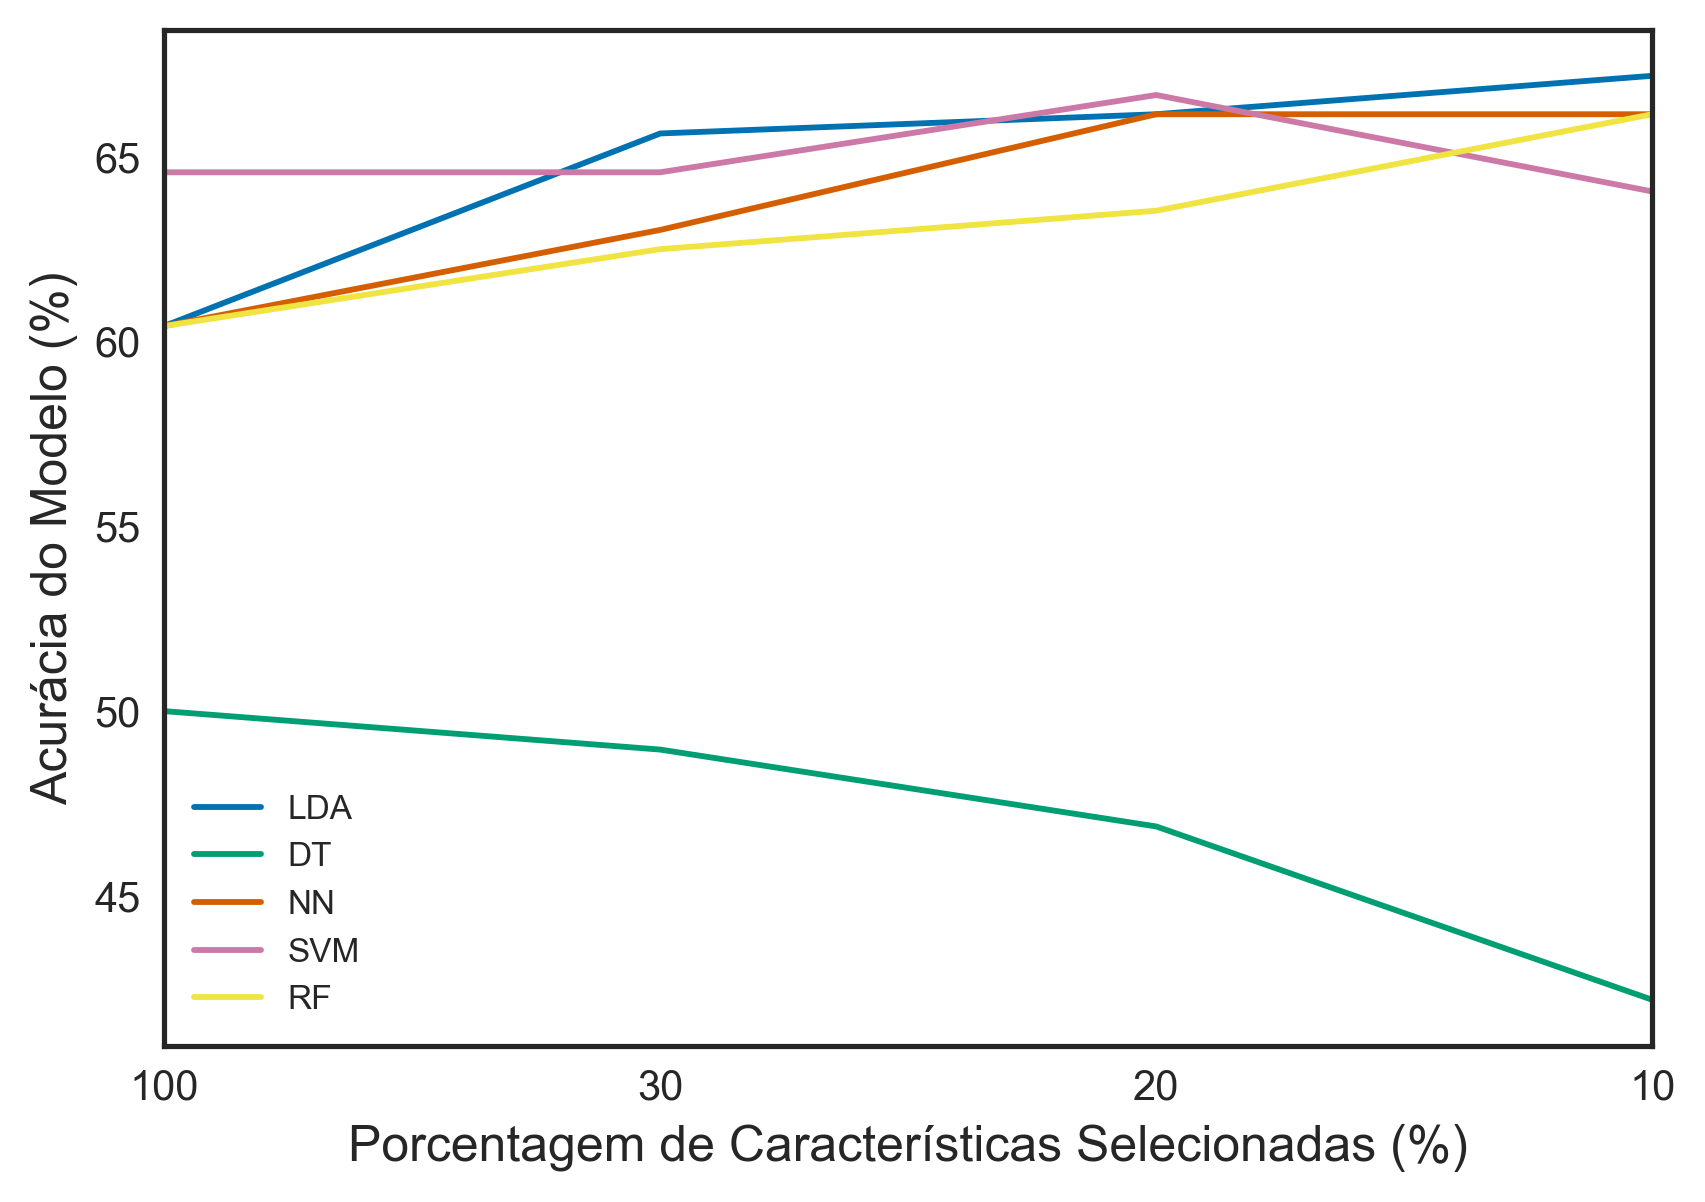 Acurácia do Modelo (%)
65
60
55
50
45
LDA
DT
NN
SVM
RF
100 30 20 10
Porcentagem de Características Selecionadas (%)